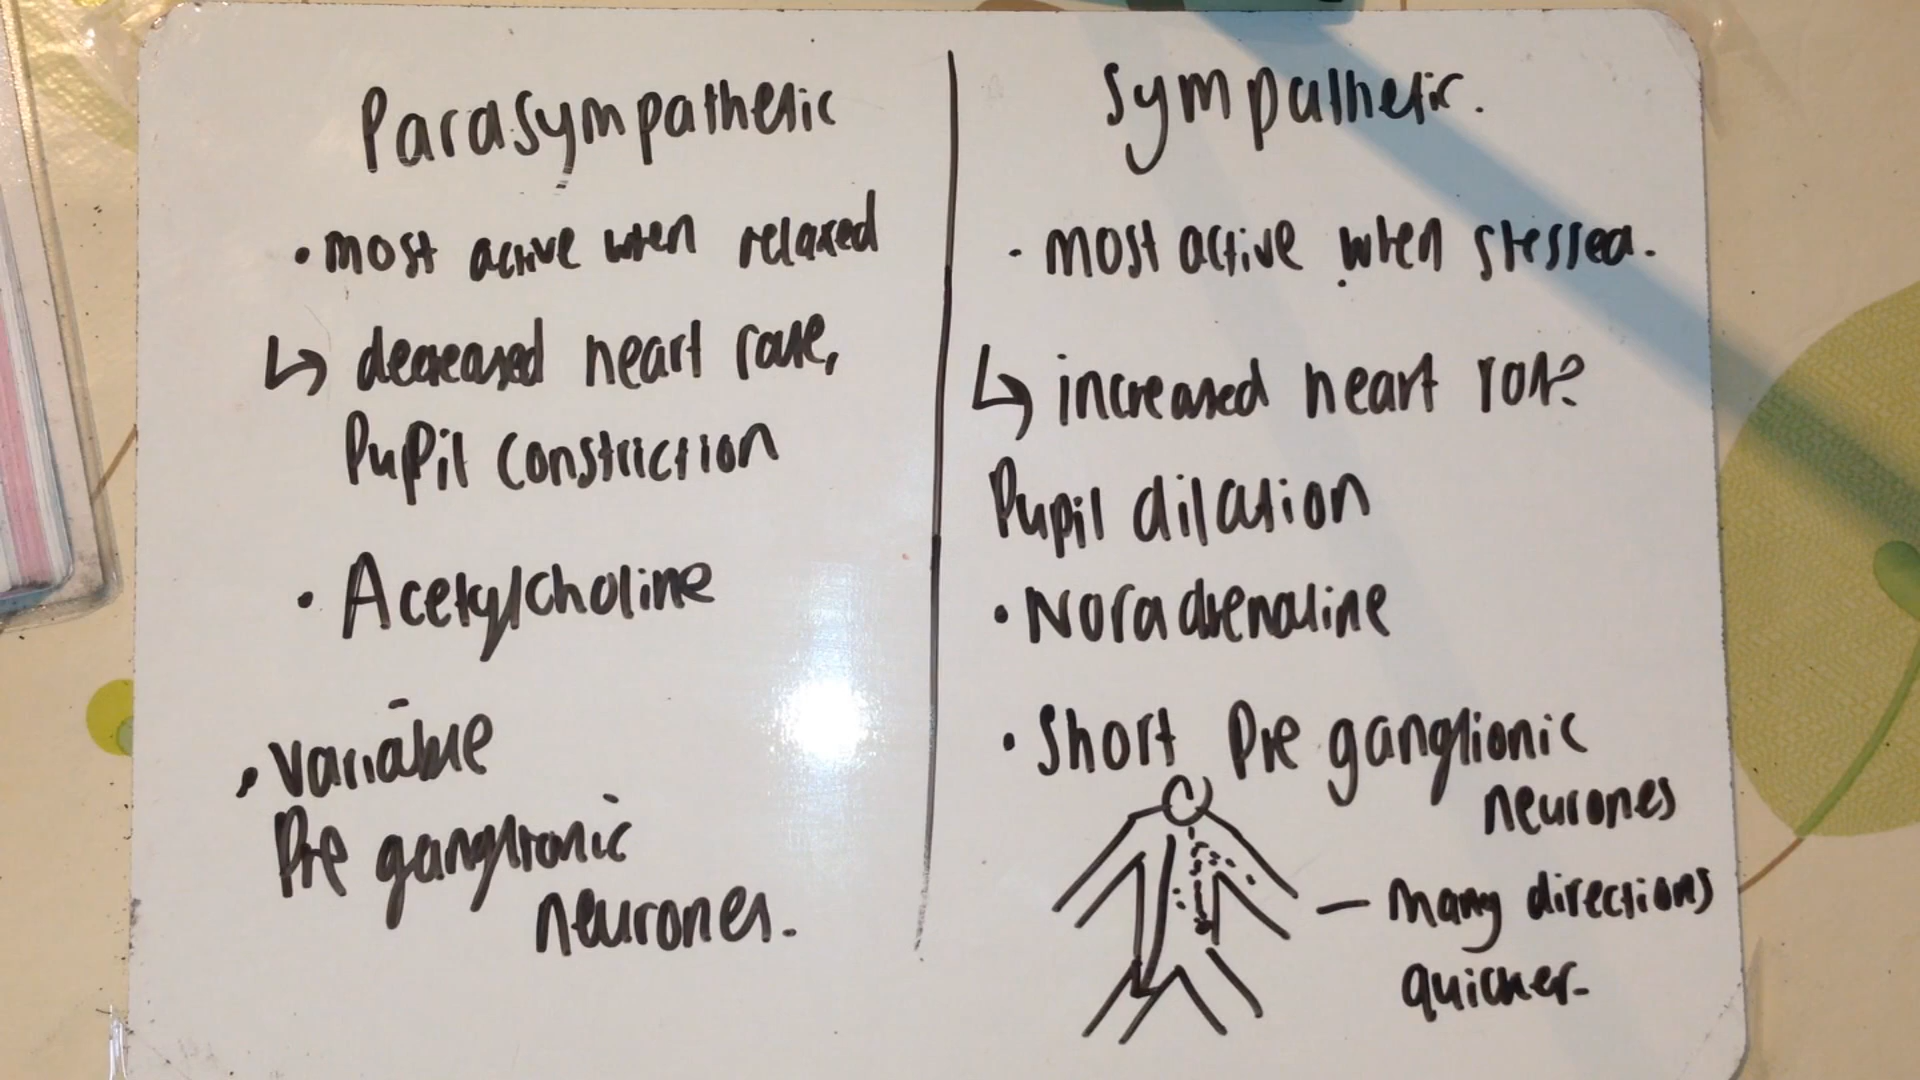 Parasympathetic
• most active when relaxed
↳ decreased heart rate,
Pupil constriction
• Acetylcholine
• variable
Pre ganglionic
neurones.
Sympathetic.
• most active when stressed.
↳ increased heart rate
Pupil dilation
• Noradrenaline
• Short Pre ganglionic
neurones
— many directions
quicker.